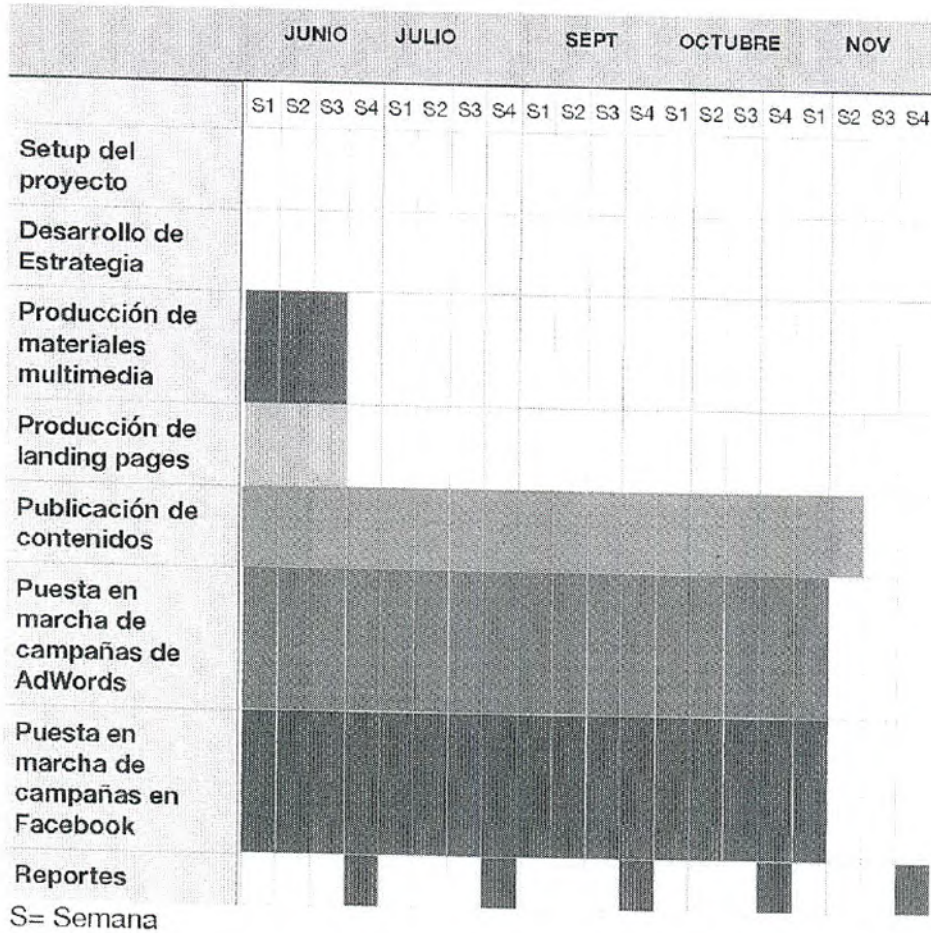 JUNIO JULIO SEPT OCTUBRE NOV
S1 S2 S3 S4 S1 S2 S3 S4 S1 S2 S3 S4 S1 S2 S3 S4 S1 S2 S3 S4
Setup del
proyecto
Desarrollo de
Estrategia
Producción de
materiales
multimedia
Producción de
landing pages
Publicación de
contenidos
Puesta en
marcha de
campañas de
AdWords
Puesta en
marcha de
campañas en
Facebook
Reportes
S= Semana